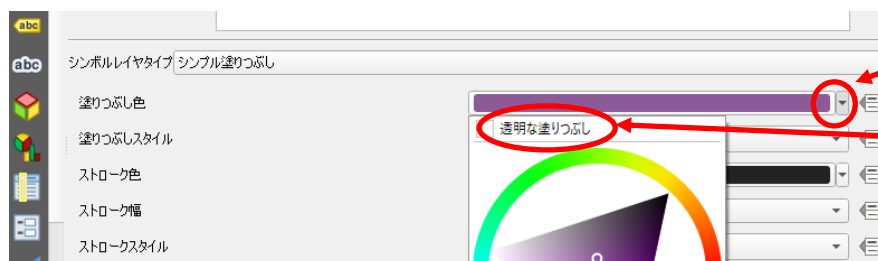 abc
abc
シンボルレイヤタイプ シンプル塗りつぶし
塗りつぶし色
透明な塗りつぶし
塗りつぶしスタイル
ストローク色
ストローク幅
ストロークスタイル